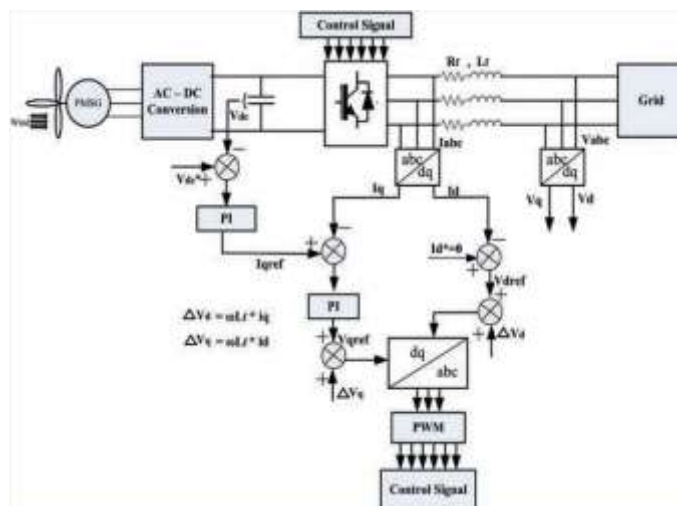 Control Signal
Rf , Lf
PMSG
AC – DC
Conversion
Vdc
Grid
Iabc
Vabc
abc
dq
abc
dq
Vdc*
Iq
Id
Vq
Vd
PI
Iqref
Id*=0
Vdref
PI
ΔVd = ωLf * iq
ΔVq = ωLf * id
Vqref
ΔVd
dq
abc
ΔVq
PWM
Control Signal